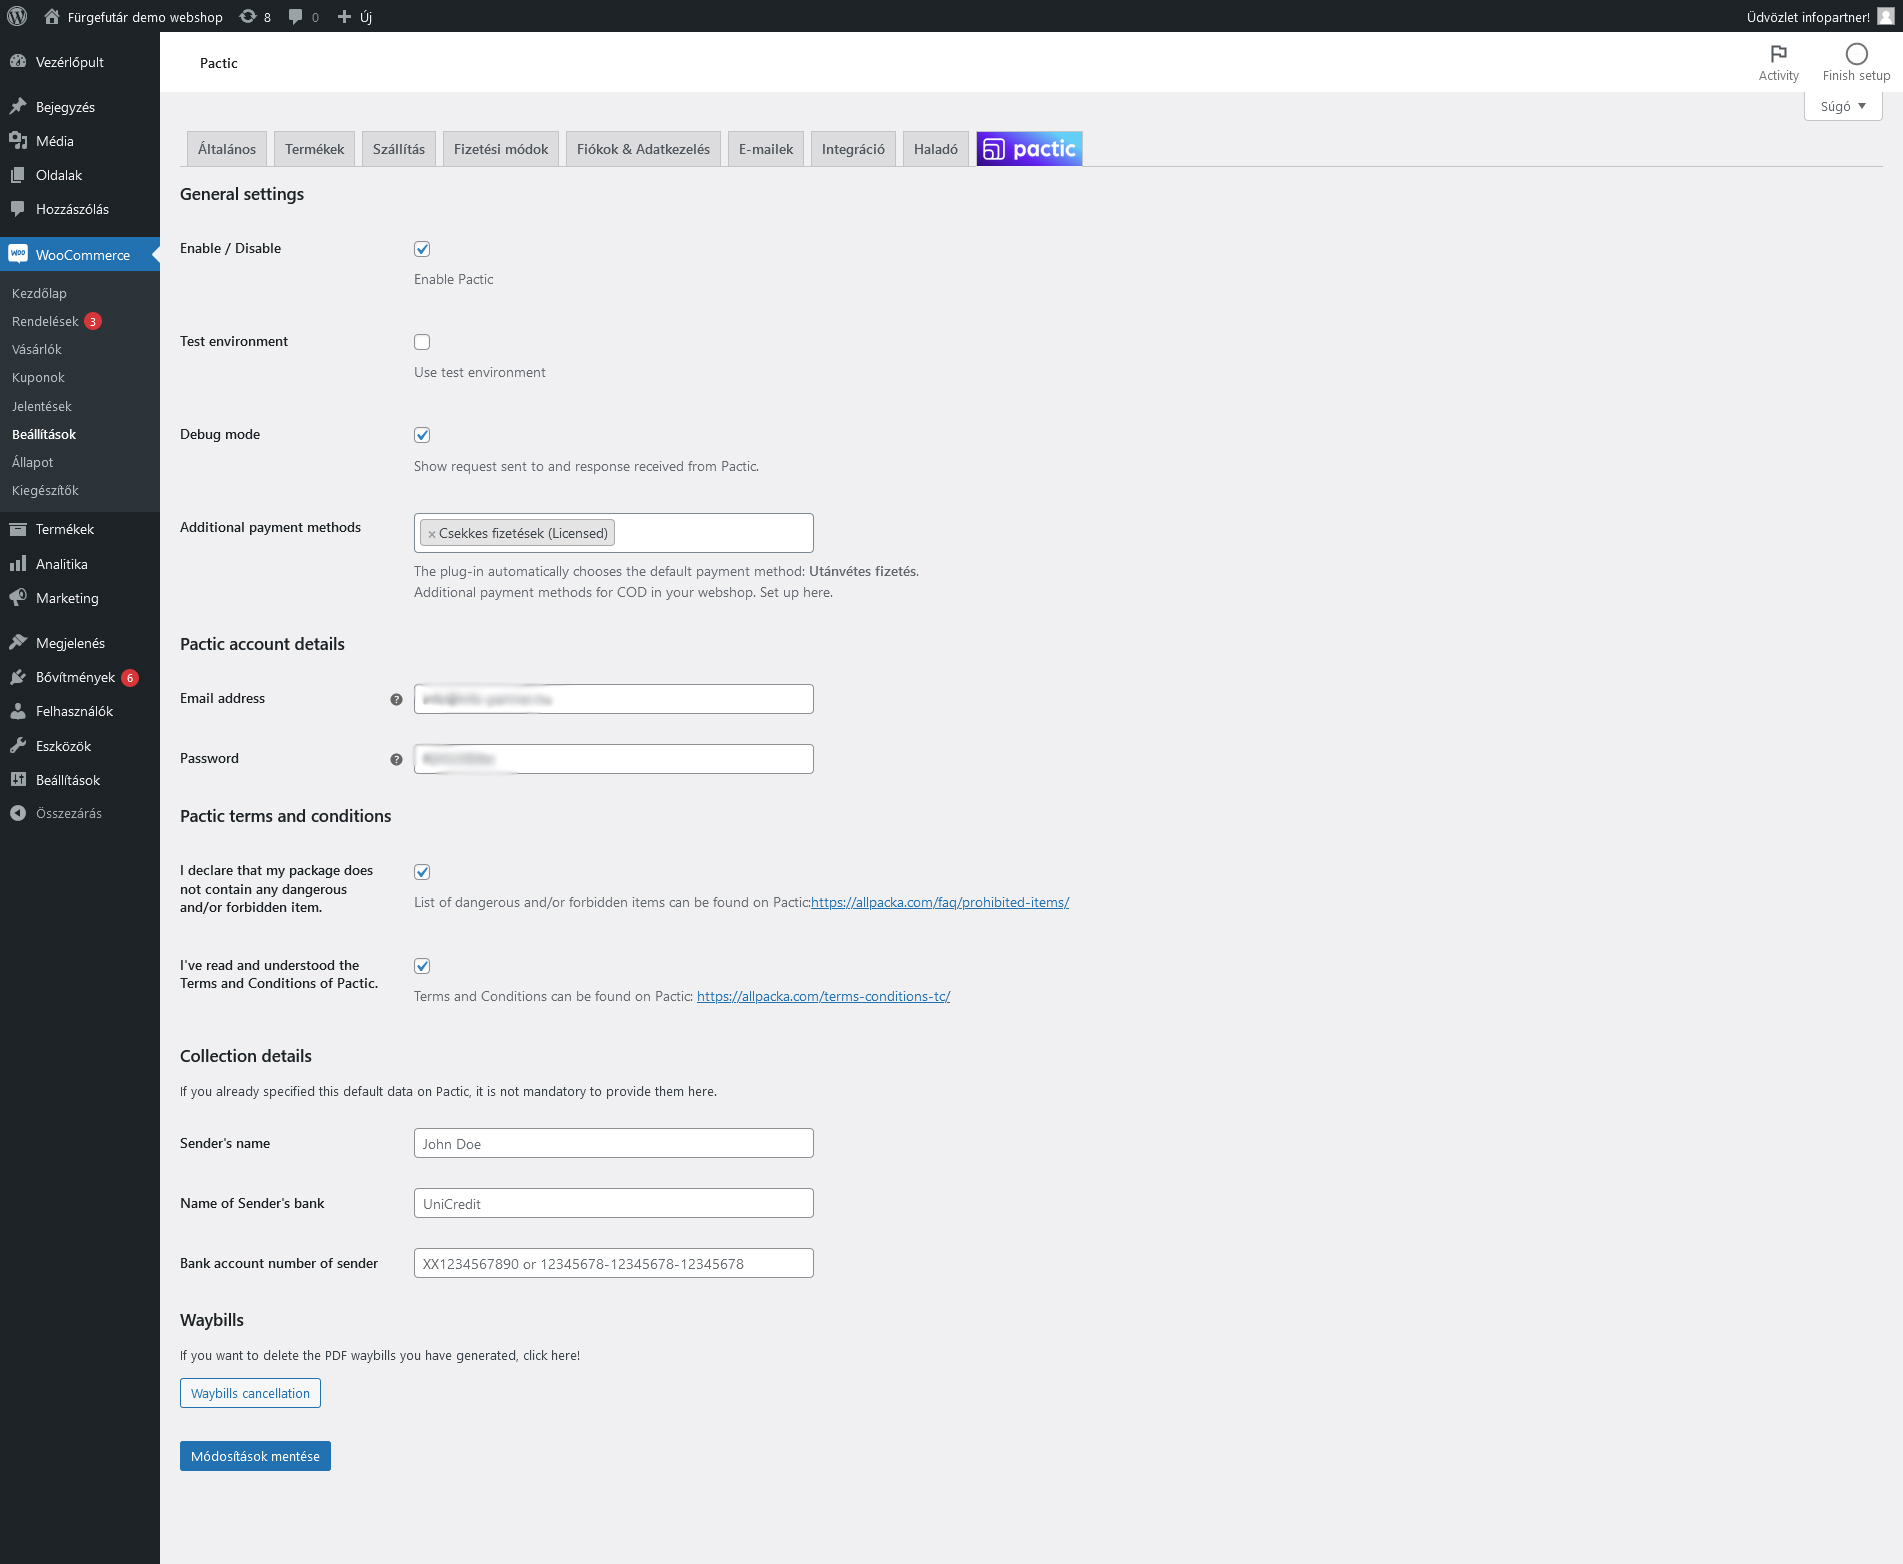 Fürgefutár demo webshop
8
0
Új
Üdvözlet infopartner!
Vezérlőpult
Bejegyzés
Média
Oldalak
Hozzászólás
WooCommerce
Kezdőlap
Rendelések 3
Vásárlók
Kuponok
Jelentések
Beállítások
Állapot
Kiegészítők
Termékek
Analitika
Marketing
Megjelenés
Bővítmények 6
Felhasználók
Eszközök
Beállítások
Összezárás
Pactic
Activity
Finish setup
Súgó
Általános
Termékek
Szállítás
Fizetési módok
Fiókok & Adatkezelés
E-mailek
Integráció
Haladó
pactic
General settings
Enable / Disable
Enable Pactic
Test environment
Use test environment
Debug mode
Show request sent to and response received from Pactic.
Additional payment methods
× Csekkes fizetések (Licensed)
The plug-in automatically chooses the default payment method: Utánvétes fizetés.
Additional payment methods for COD in your webshop. Set up here.
Pactic account details
Email address
Password
Pactic terms and conditions
I declare that my package does
not contain any dangerous
and/or forbidden item.
List of dangerous and/or forbidden items can be found on Pactic:https://allpacka.com/faq/prohibited-items/
I've read and understood the
Terms and Conditions of Pactic.
Terms and Conditions can be found on Pactic: https://allpacka.com/terms-conditions-tc/
Collection details
If you already specified this default data on Pactic, it is not mandatory to provide them here.
Sender's name
John Doe
Name of Sender's bank
UniCredit
Bank account number of sender
XX1234567890 or 12345678-12345678-12345678
Waybills
If you want to delete the PDF waybills you have generated, click here!
Waybills cancellation
Módosítások mentése